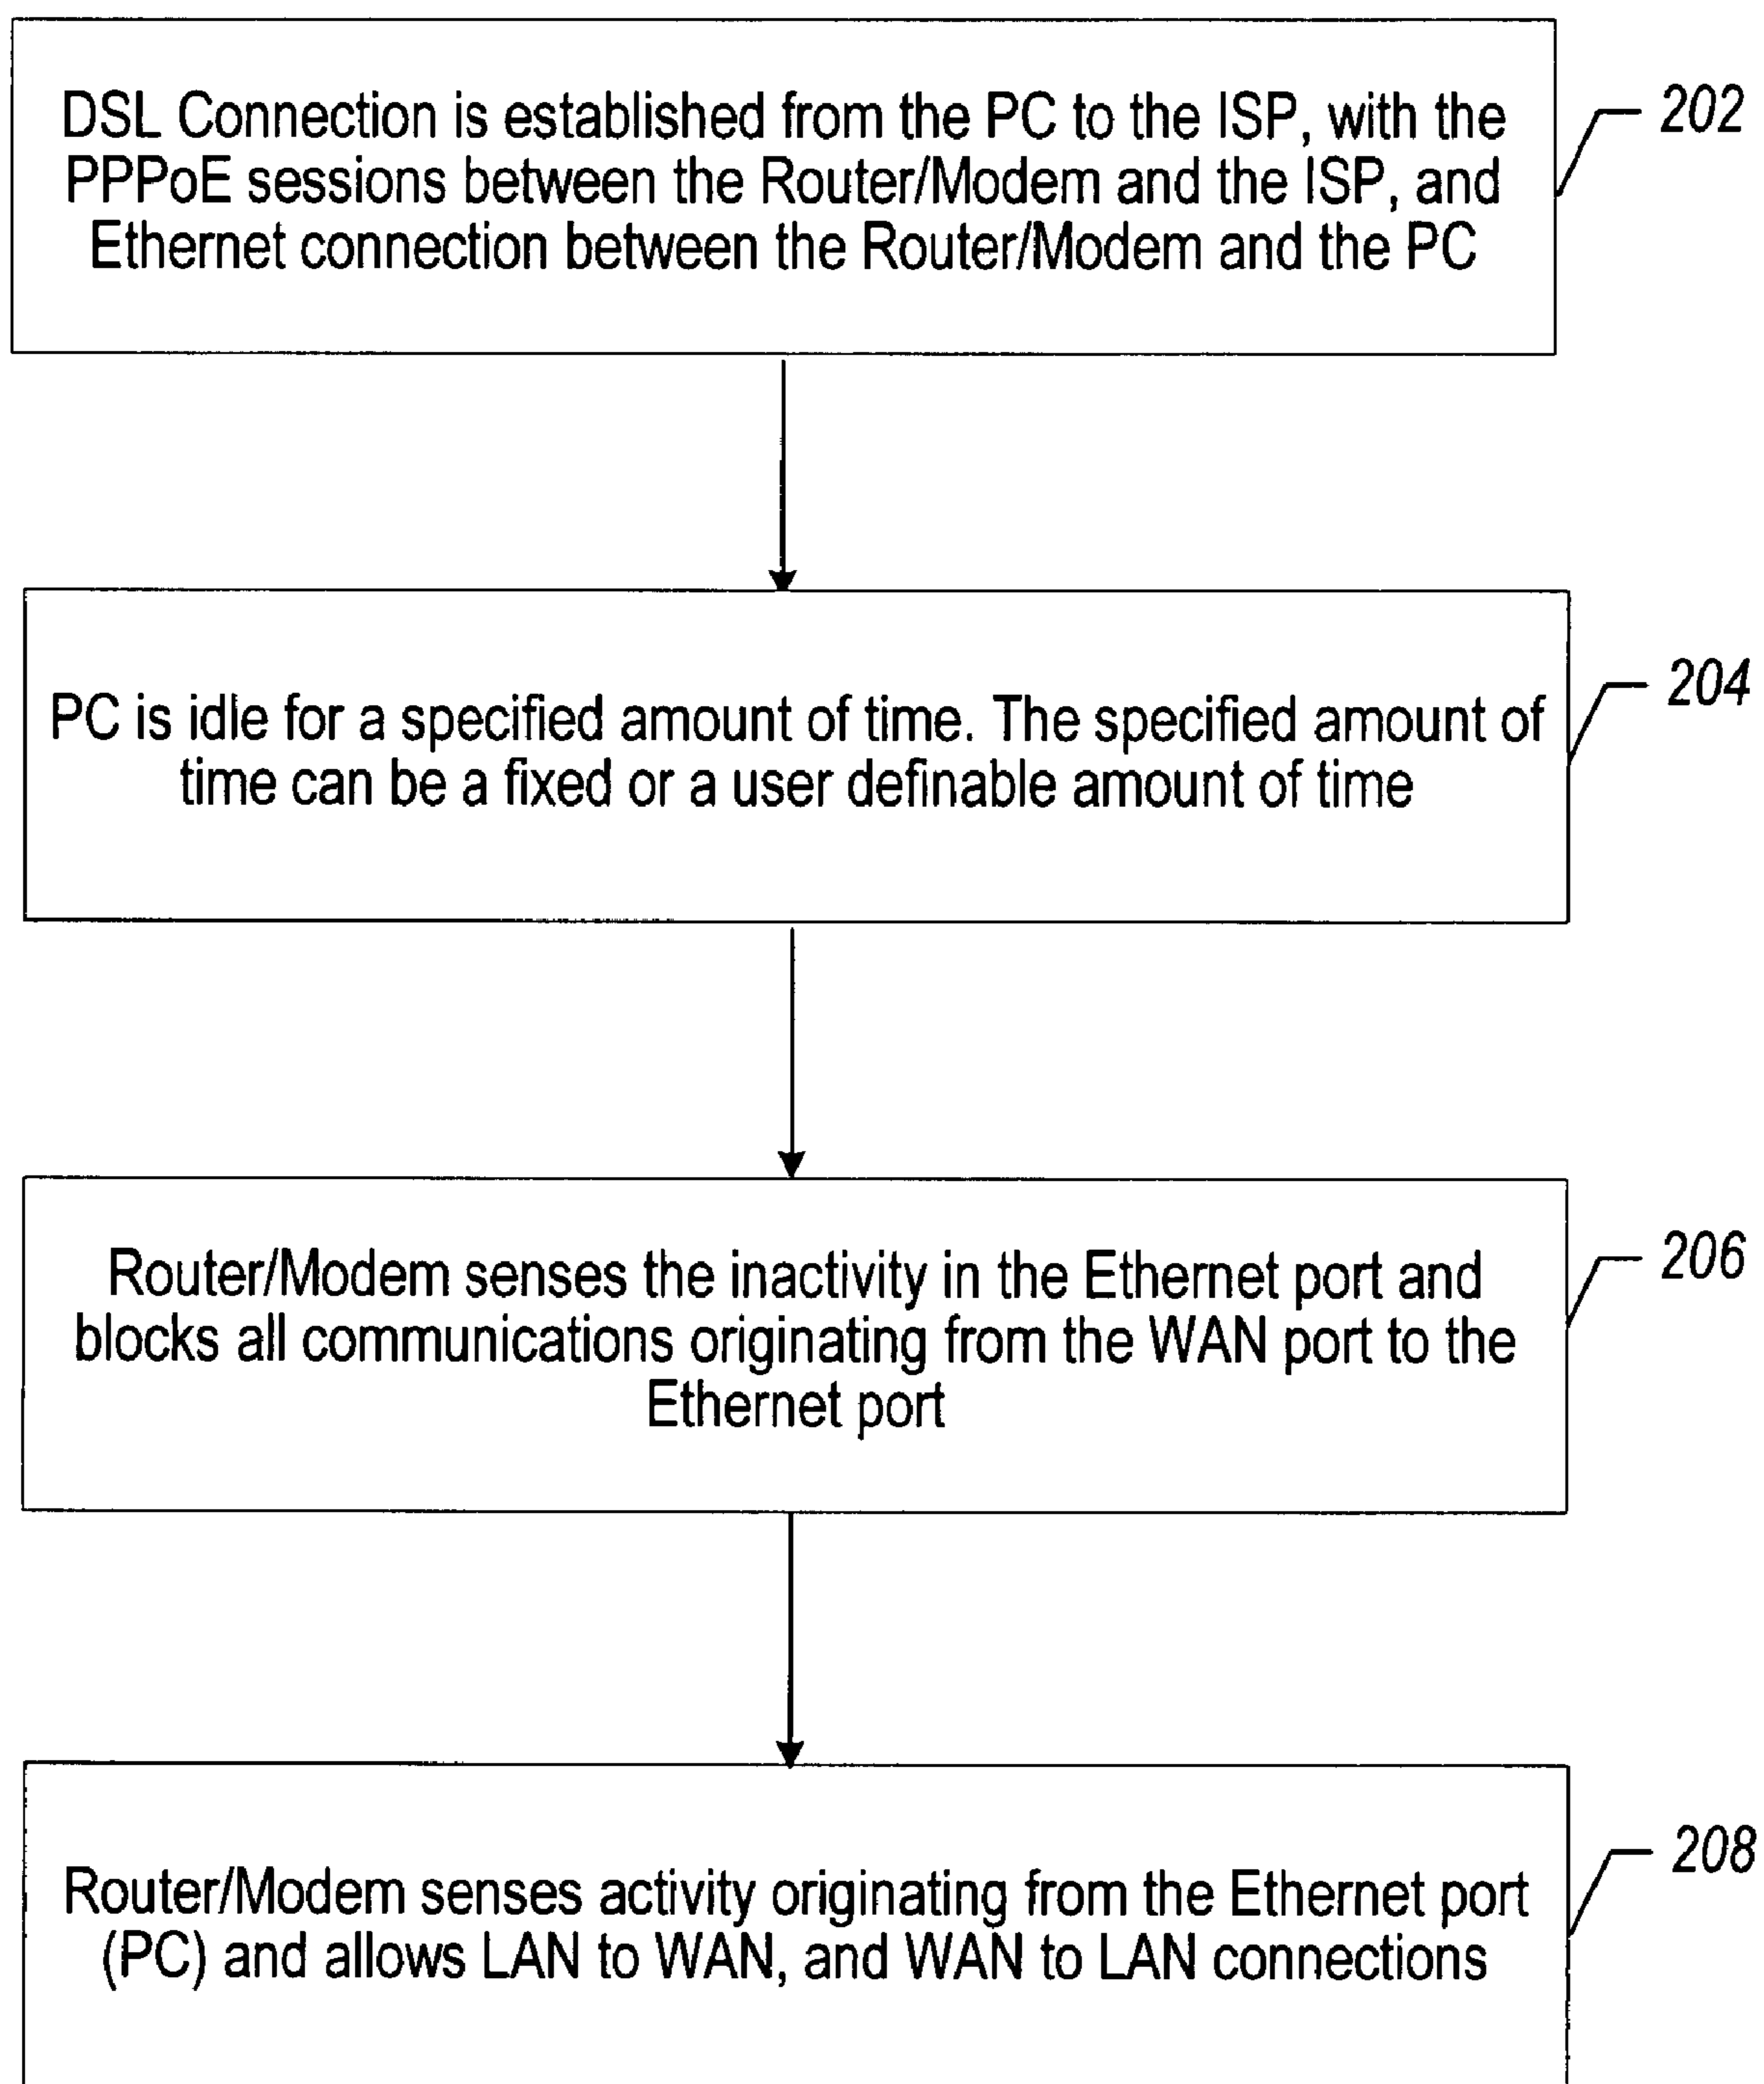 DSL Connection is established from the PC to the ISP, with the
PPPoE sessions between the Router/Modem and the ISP, and
Ethernet connection between the Router/Modem and the PC
202
PC is idle for a specified amount of time. The specified amount of
time can be a fixed or a user definable amount of time
204
Router/Modem senses the inactivity in the Ethernet port and
blocks all communications originating from the WAN port to the
Ethernet port
206
Router/Modem senses activity originating from the Ethernet port
(PC) and allows LAN to WAN, and WAN to LAN connections
208